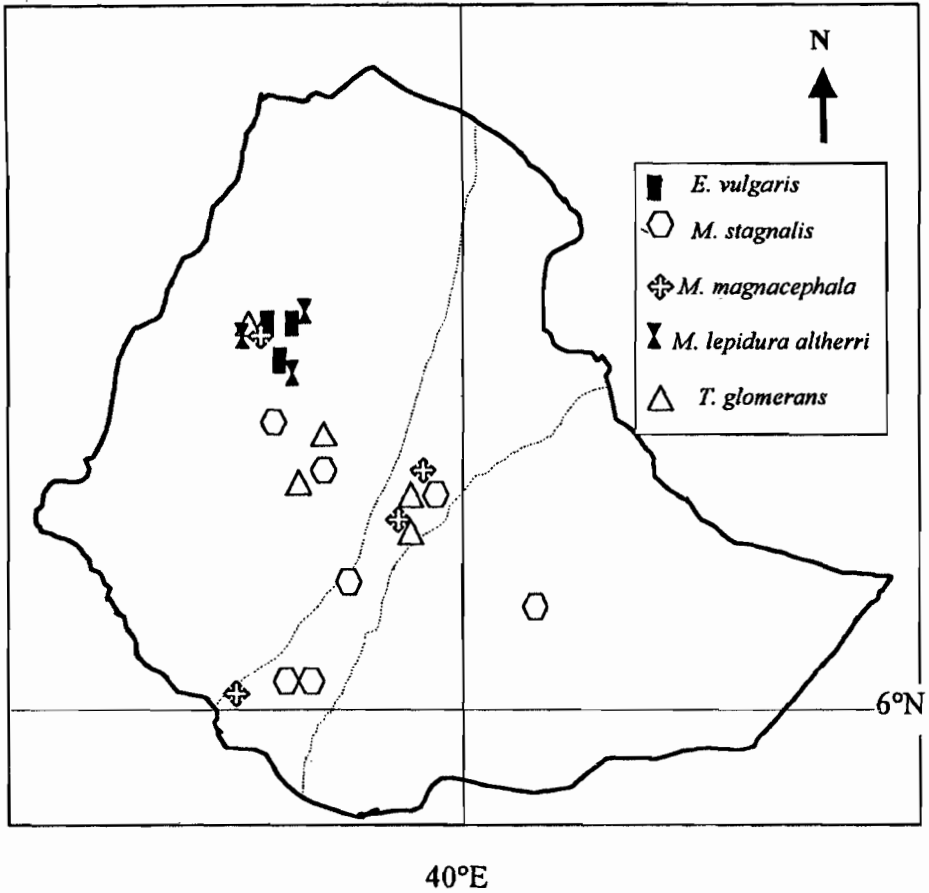 N
E. vulgaris
M. stagnalis
M. magnacephala
M. lepidura altherri
T. glomerans
6°N
40°E